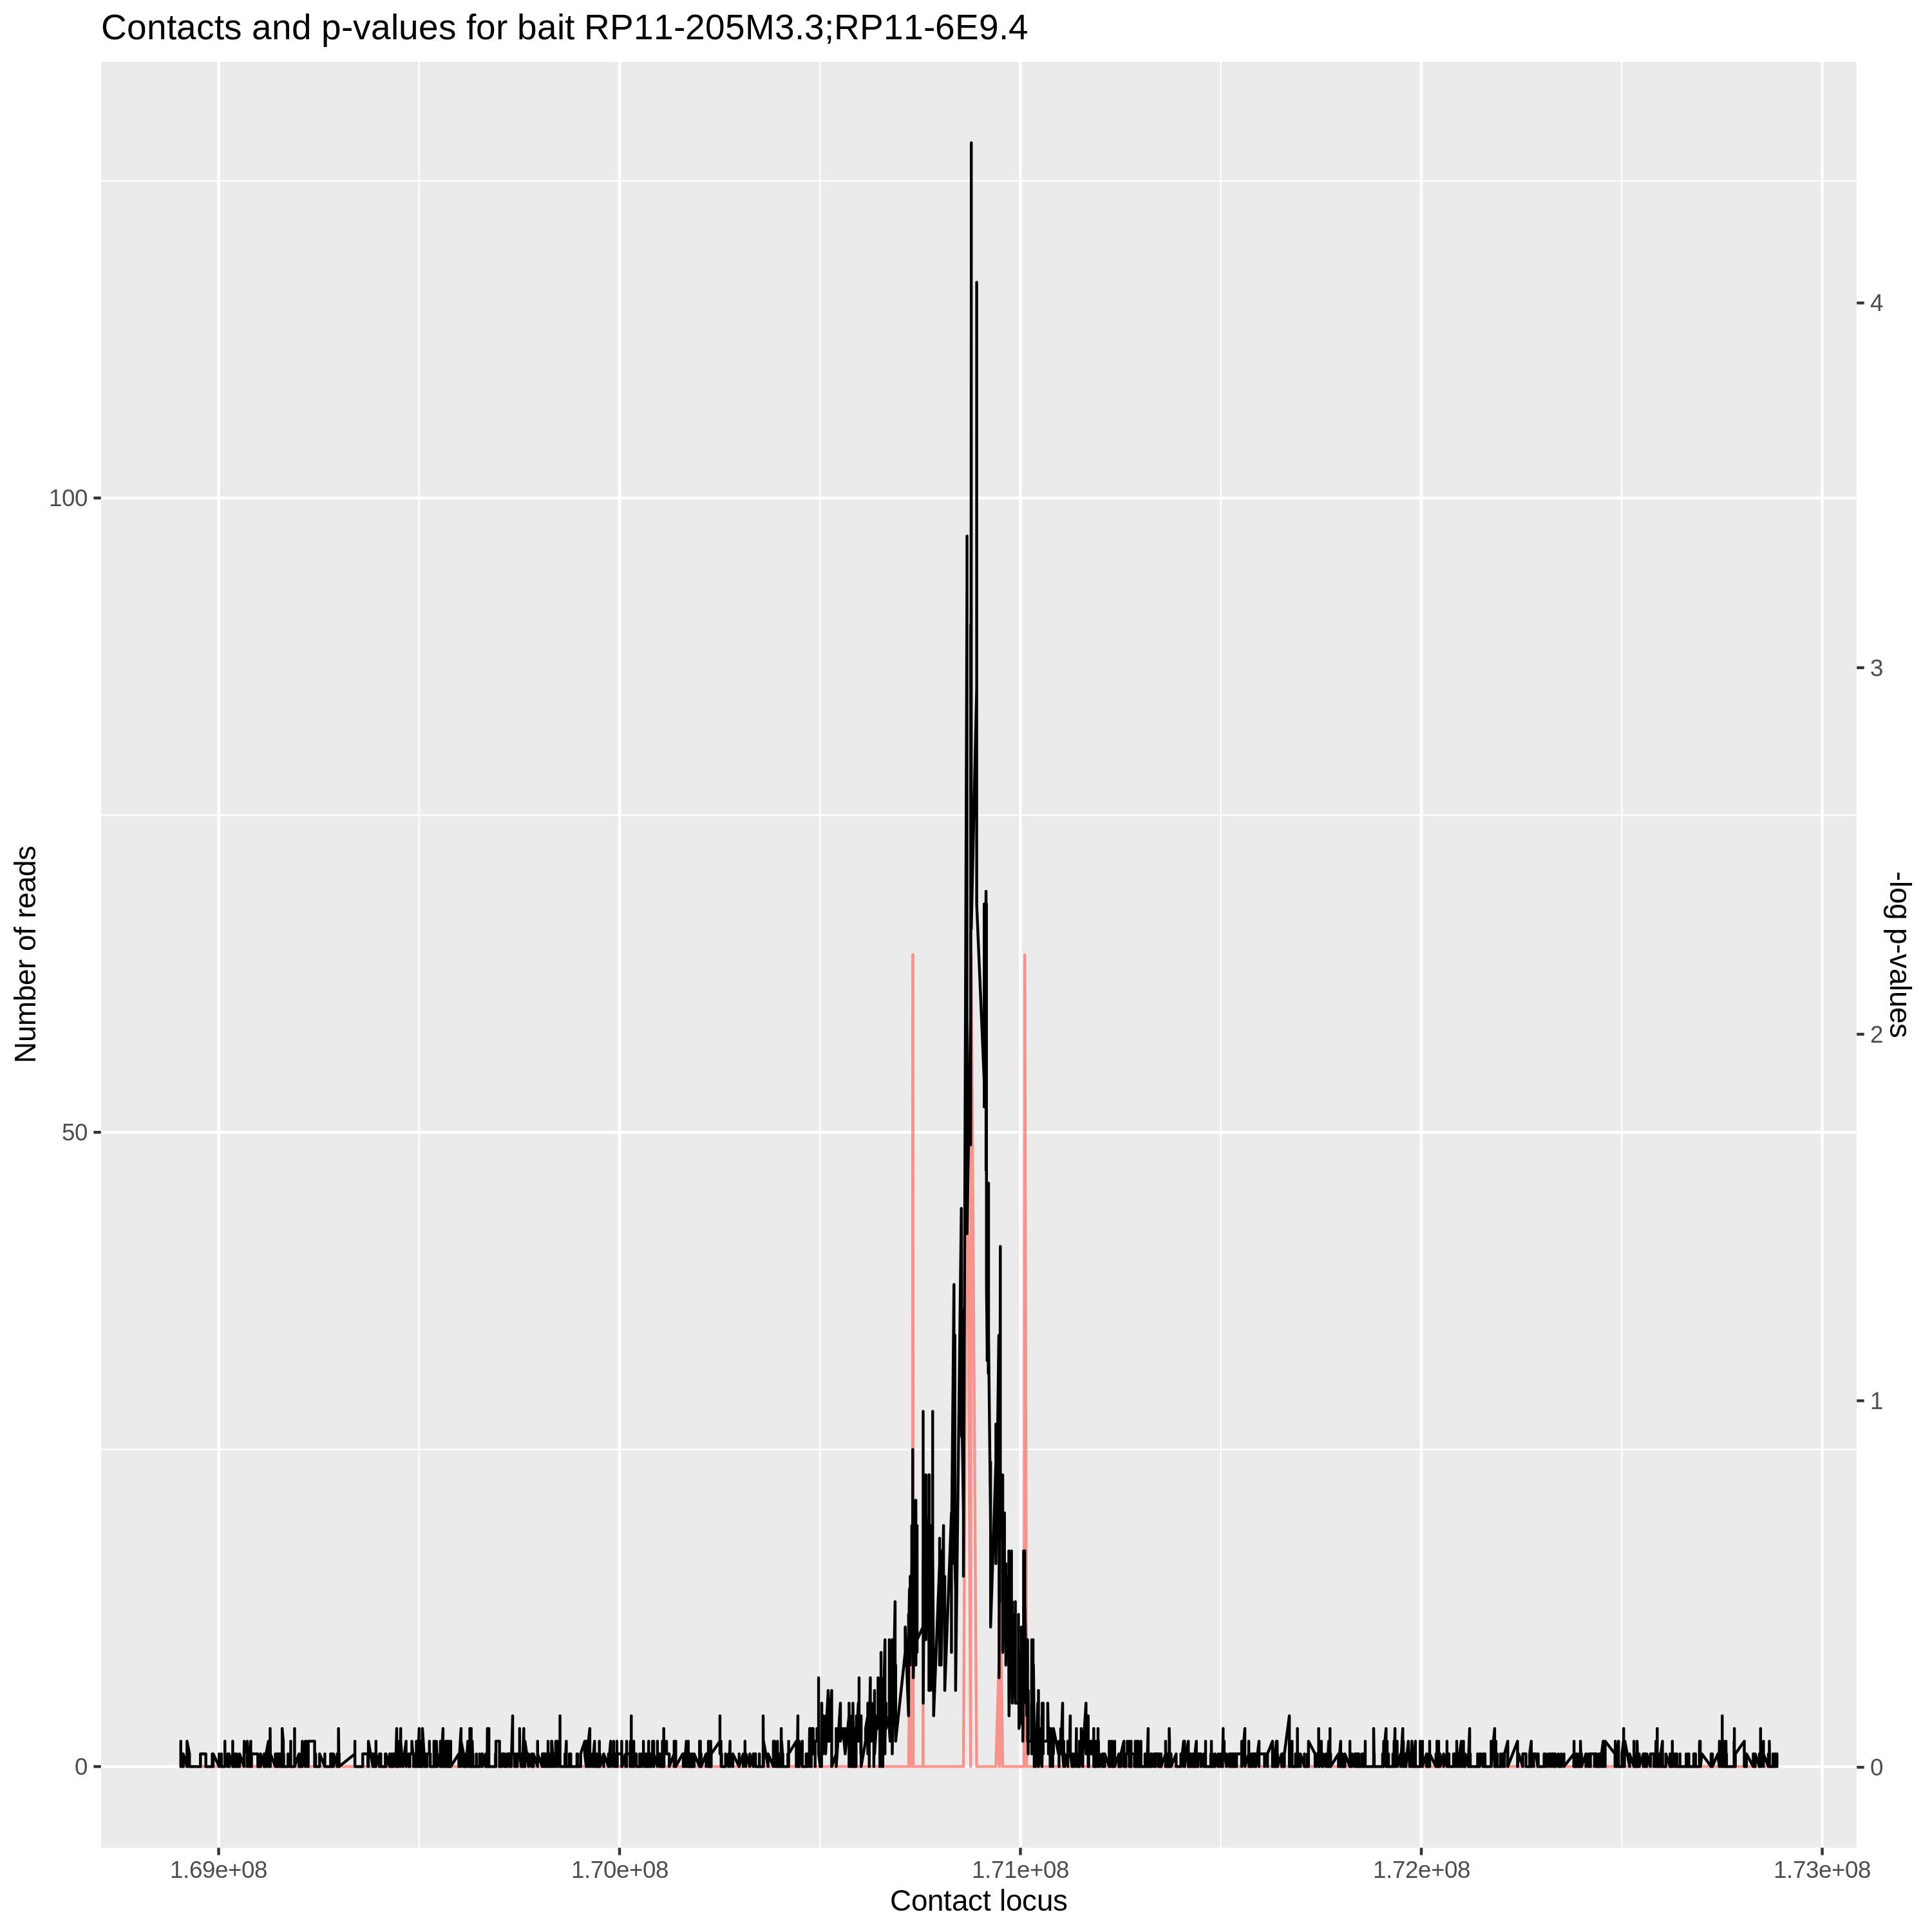 Contacts and p-values for bait RP11-205M3.3;RP11-6E9.4
Number of reads
100
50
0
4
3
2
1
0
-log p-values
1.69e+08
1.70e+08
1.71e+08
1.72e+08
1.73e+08
Contact locus